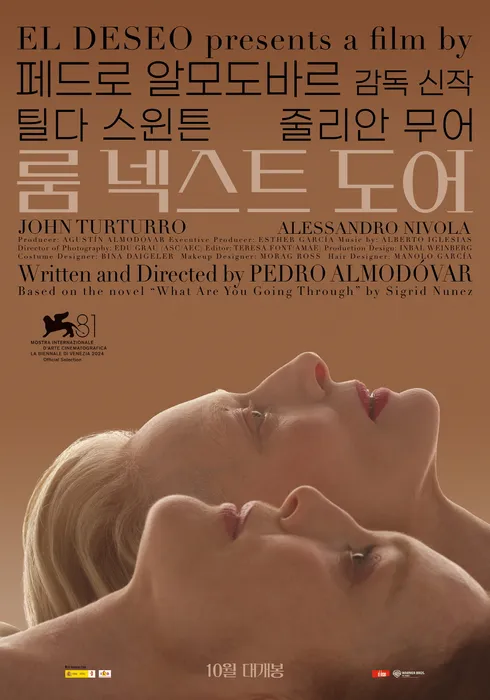 EL DESEO presents a film by
페드로 알모도바르 감독 신작
틸다 스윈튼 줄리안 무어
룸 넥스트 도어
JOHN TURTURRO ALESSANDRO NIVOLA
Producer: AGUSTÍN ALMODÓVAR Executive Producer: ESTHER GARCÍA Music by: ALBERTO IGLESIAS
Director of Photography: EDU GRAU (ASC/AEC) Editor: TERESA FONT (AMAE) Production Design: INBAL WEINBERG
Costume Designer: BINA DAIGELER Makeup Designer: MORAG ROSS Hair Designer: MANOLO GARCÍA
Written and Directed by PEDRO ALMODÓVAR
Based on the novel “What Are You Going Through” by Sigrid Nunez
81
MOSTRA INTERNAZIONALE
D'ARTE CINEMATOGRAFICA
LA BIENNALE DI VENEZIA 2024
Official Selection
10월 대개봉
WARNER BROS.